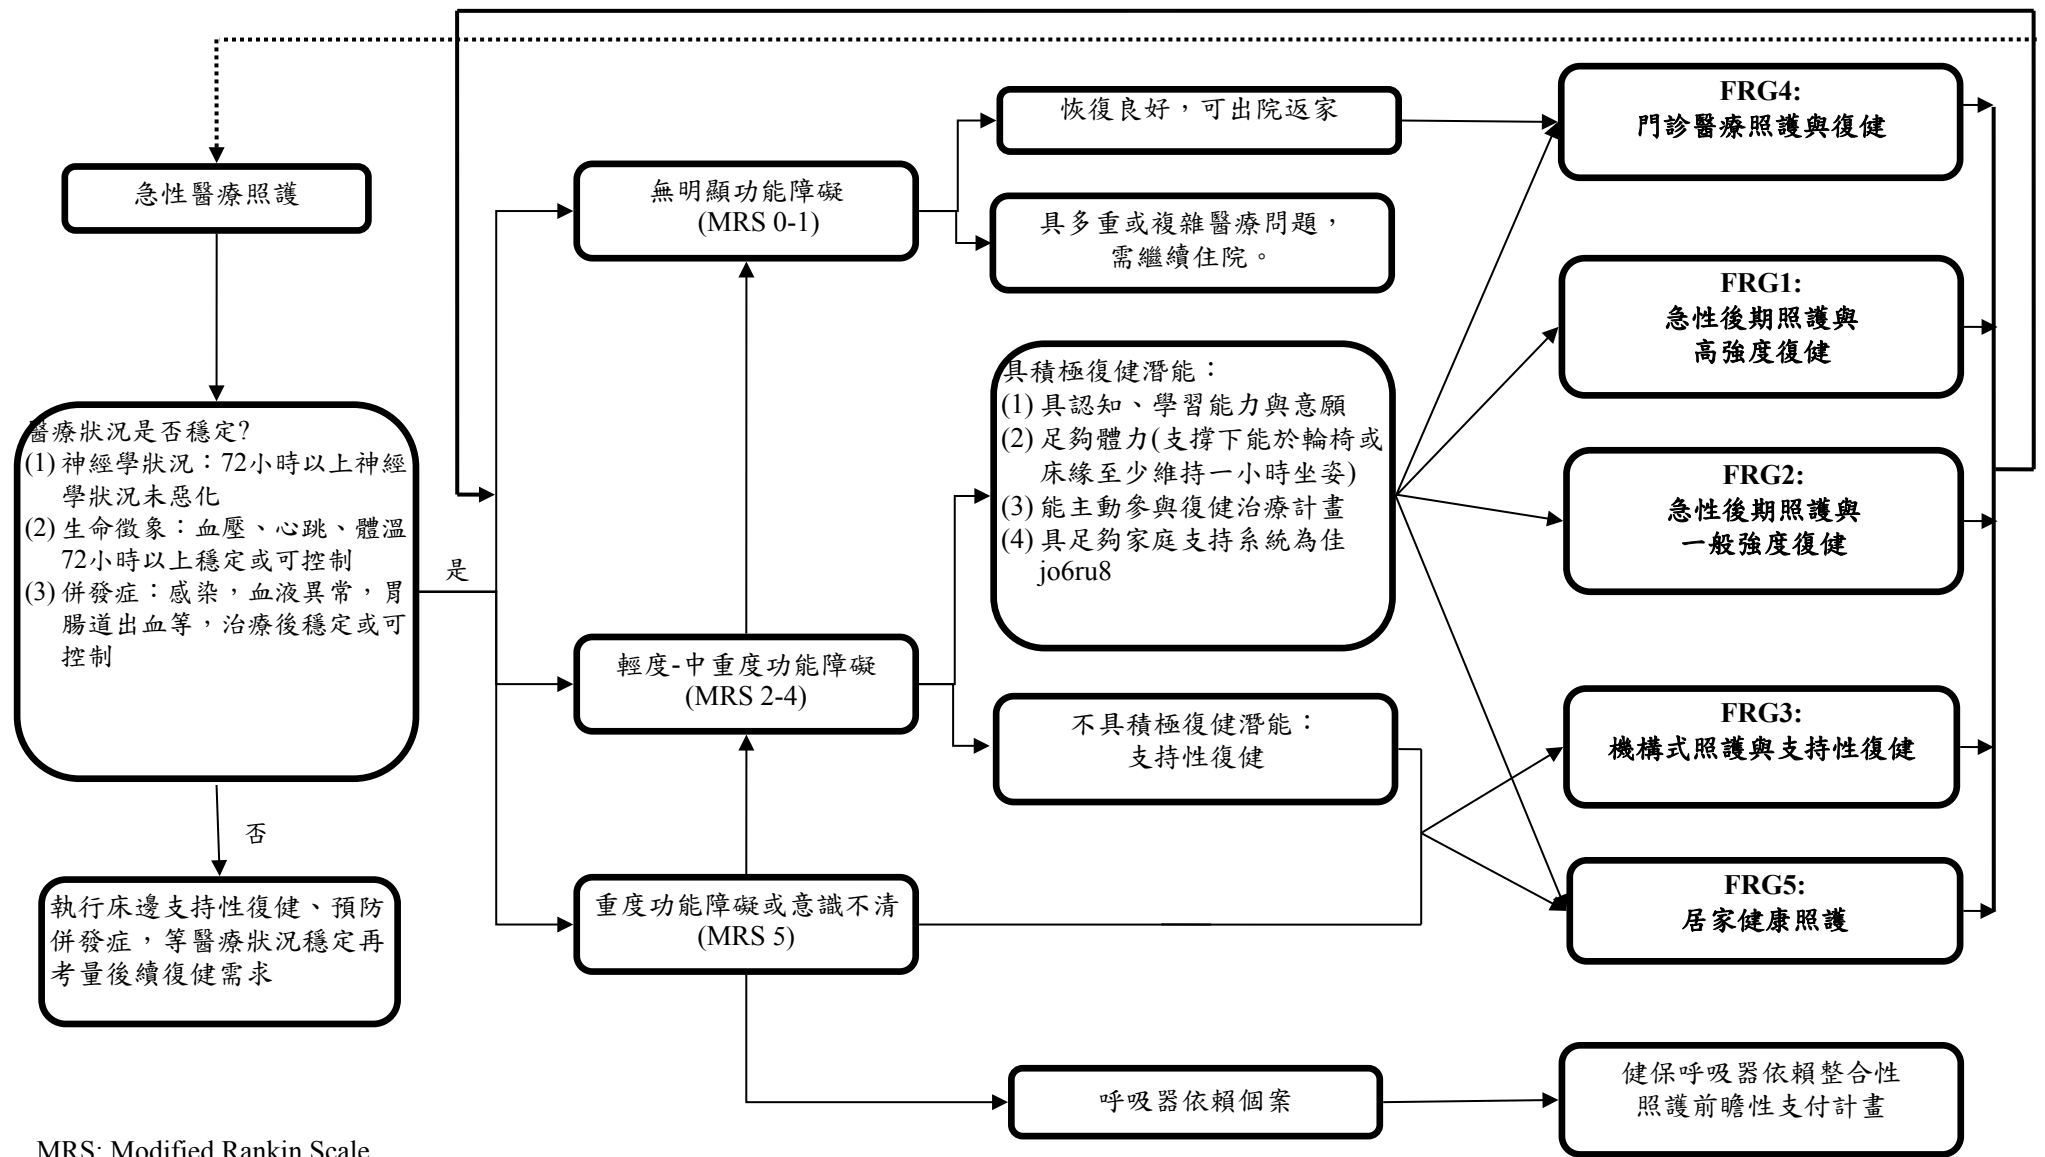 急性醫療照護
醫療狀況是否穩定?
(1) 神經學狀況：72小時以上神經
學狀況未惡化
(2) 生命徵象：血壓、心跳、體溫
72小時以上穩定或可控制
(3) 併發症：感染，血液異常，胃
腸道出血等，治療後穩定或可
控制
是
否
執行床邊支持性復健、預防
併發症，等醫療狀況穩定再
考量後續復健需求
無明顯功能障礙
(MRS 0-1)
輕度-中重度功能障礙
(MRS 2-4)
重度功能障礙或意識不清
(MRS 5)
恢復良好，可出院返家
具多重或複雜醫療問題，
需繼續住院。
具積極復健潛能：
(1) 具認知、學習能力與意願
(2) 足夠體力(支撐下能於輪椅或
床緣至少維持一小時坐姿)
(3) 能主動參與復健治療計畫
(4) 具足夠家庭支持系統為佳
jo6ru8
不具積極復健潛能：
支持性復健
呼吸器依賴個案
FRG4:
門診醫療照護與復健
FRG1:
急性後期照護與
高強度復健
FRG2:
急性後期照護與
一般強度復健
FRG3:
機構式照護與支持性復健
FRG5:
居家健康照護
健保呼吸器依賴整合性
照護前瞻性支付計畫
MRS: Modified Rankin Scale